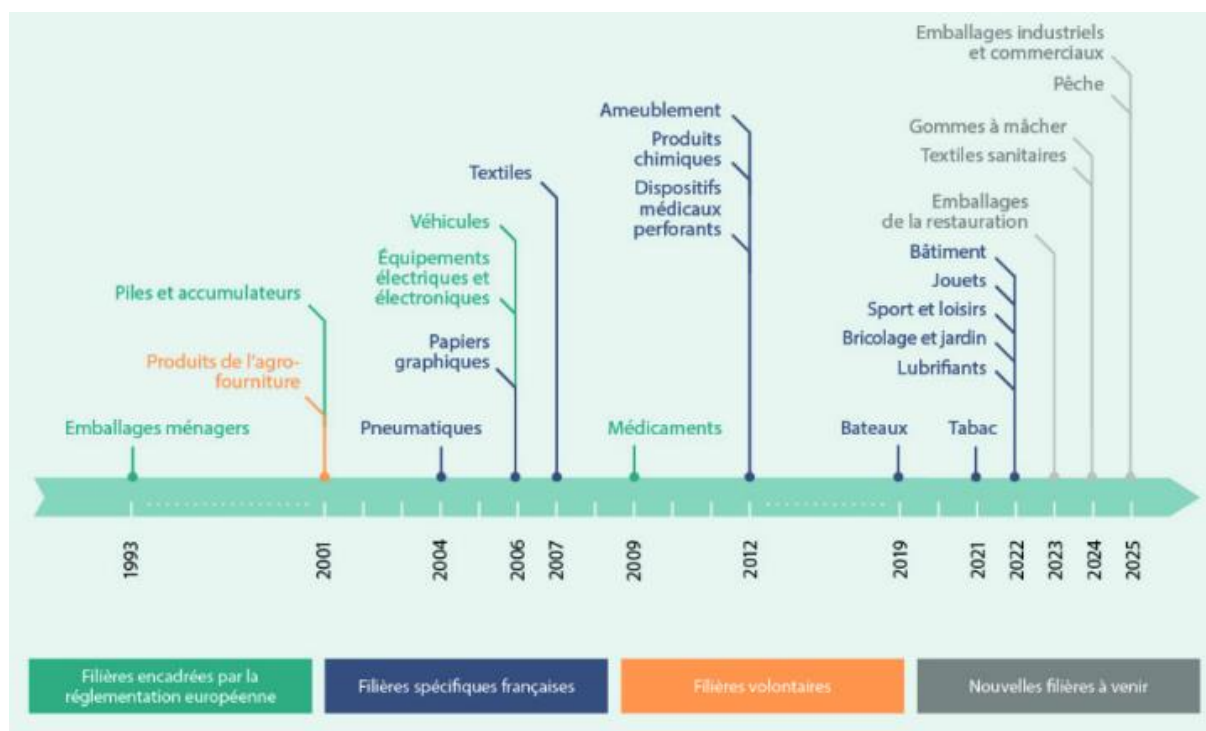 Emballages industriels
et commerciaux
Pêche
Ameublement
Gommes à mâcher
Produits
chimiques
Textiles sanitaires
Textiles
Dispositifs
médicaux
perforants
Emballages
de la restauration
Véhicules
Bâtiment
Équipements
électriques et
électroniques
Jouets
Piles et accumulateurs
Sport et loisirs
Papiers
graphiques
Bricolage et jardin
Produits de l'agro-
fourniture
Lubrifiants
Emballages ménagers
Pneumatiques
Médicaments
Bateaux
Tabac
1993
2001
2004
2006
2007
2009
2012
2019
2021
2022
2023
2024
2025
Filières encadrées par la
réglementation européenne
Filières spécifiques françaises
Filières volontaires
Nouvelles filières à venir